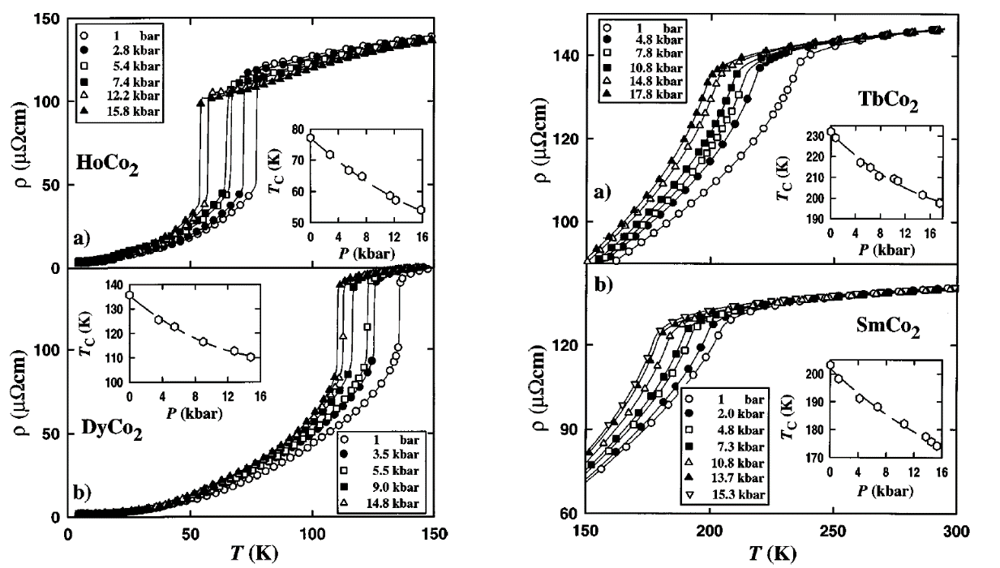 150
100
50
0
ρ (μΩcm)
1 bar
2.8 kbar
5.4 kbar
7.4 kbar
12.2 kbar
15.8 kbar
HoCo2
a)
80
70
60
50
TC (K)
0 4 8 12 16
P (kbar)
100
50
0
ρ (μΩcm)
140
130
120
110
100
TC (K)
0 4 8 12 16
P (kbar)
DyCo2
b)
1 bar
3.5 kbar
5.5 kbar
9.0 kbar
14.8 kbar
0 50 100 150
T (K)
140
120
100
ρ (μΩcm)
1 bar
4.8 kbar
7.8 kbar
10.8 kbar
14.8 kbar
17.8 kbar
TbCo2
a)
230
220
210
200
190
TC (K)
0 4 8 12 16
P (kbar)
b)
120
90
60
ρ (μΩcm)
SmCo2
1 bar
2.0 kbar
4.8 kbar
7.3 kbar
10.8 kbar
13.7 kbar
15.3 kbar
200
190
180
170
TC (K)
0 4 8 12 16
P (kbar)
150 200 250 300
T (K)